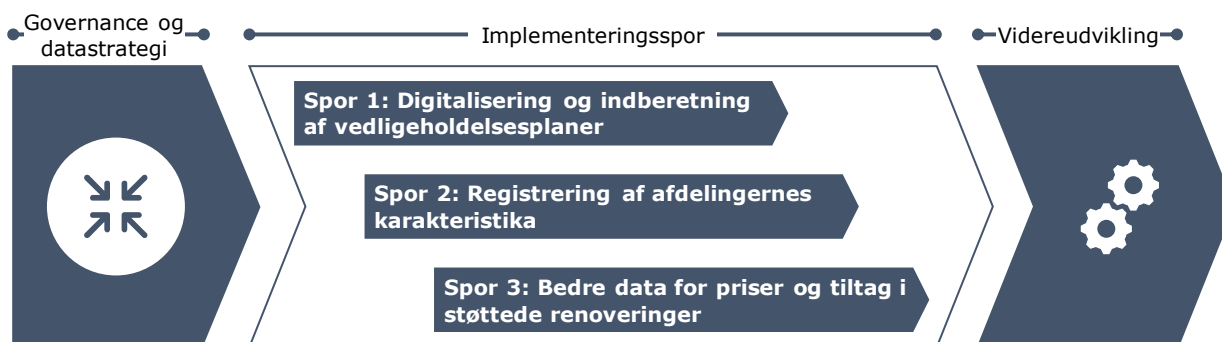 Governance og
datastrategi
Implementeringsspor
Videreudvikling
Spor 1: Digitalisering og indberetning
af vedligeholdelsesplaner
Spor 2: Registrering af afdelingernes
karakteristika
Spor 3: Bedre data for priser og tiltag i
støttede renoveringer